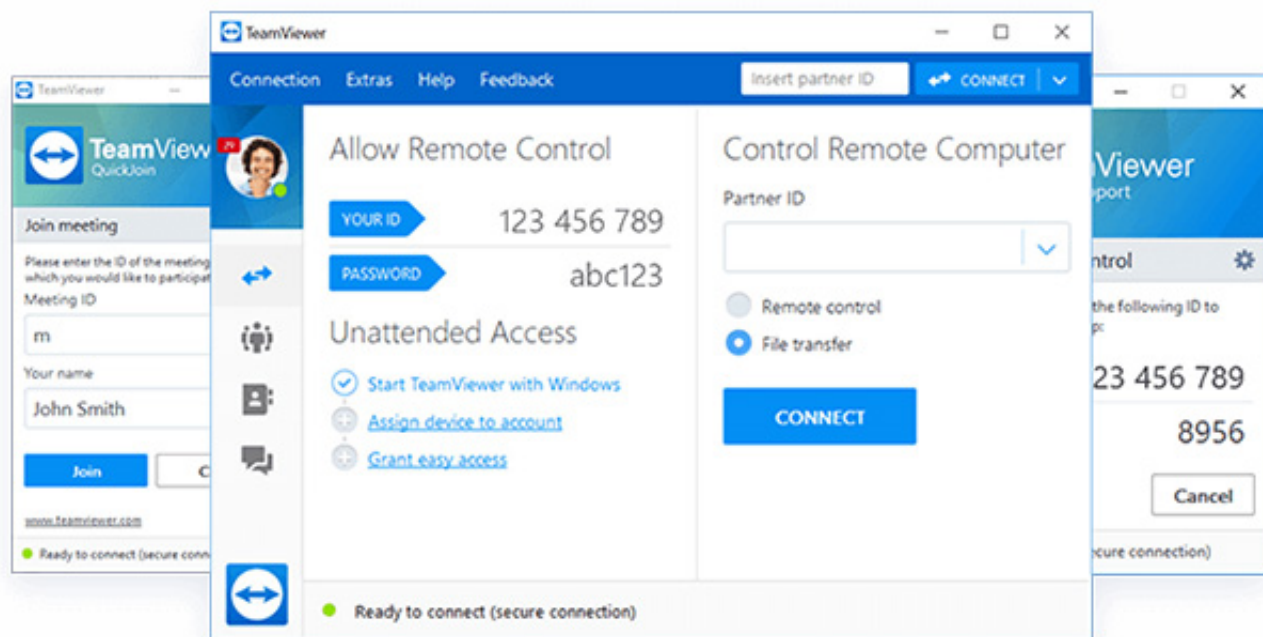 TeamViewer
Connection Extras Help Feedback
Insert partner ID
CONNECT
29
Allow Remote Control
YOUR ID
123 456 789
PASSWORD
abc123
Unattended Access
Start TeamViewer with Windows
Assign device to account
Grant easy access
Control Remote Computer
Partner ID
Remote control
File transfer
CONNECT
Ready to connect (secure connection)
TeamViewer
TeamView
QuickJoin
Join meeting
Please enter the ID of the meeting
which you would like to participat
Meeting ID
m
Your name
John Smith
Join
C
www.teamviewer.com
Ready to connect (secure conn
Viewer
port
ntrol
the following ID to
p:
23 456 789
8956
Cancel
cure connection)